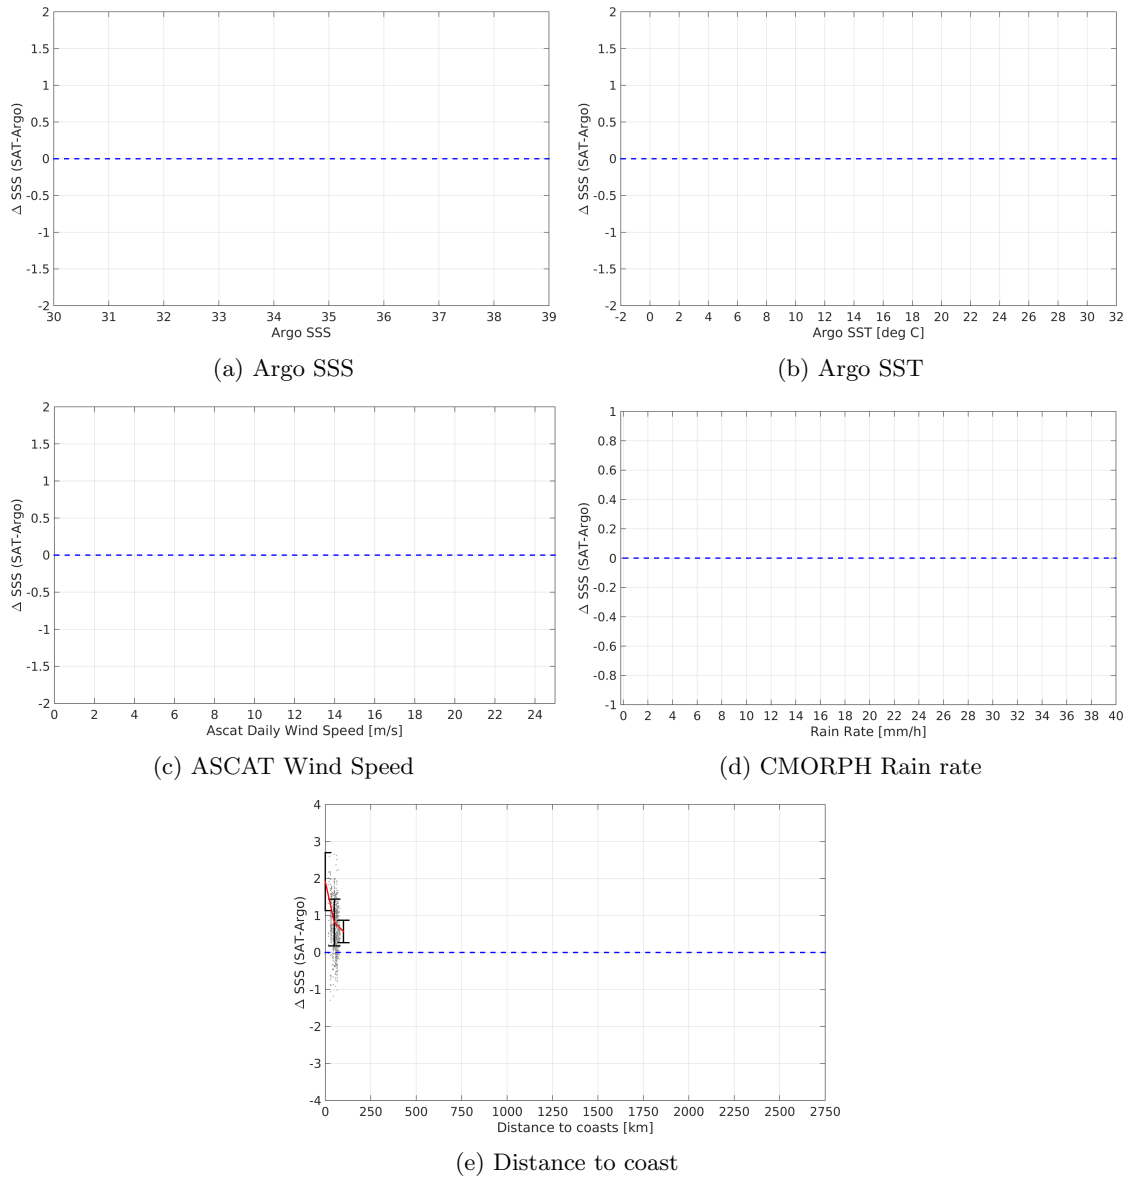 2
1.5
1
0.5
0
-0.5
-1
-1.5
-2
Δ SSS (SAT-Argo)
30 31 32 33 34 35 36 37 38 39
Argo SSS
(a) Argo SSS
2
1.5
1
0.5
0
-0.5
-1
-1.5
-2
Δ SSS (SAT-Argo)
-2 0 2 4 6 8 10 12 14 16 18 20 22 24 26 28 30 32
Argo SST [deg C]
(b) Argo SST
2
1.5
1
0.5
0
-0.5
-1
-1.5
-2
Δ SSS (SAT-Argo)
0 2 4 6 8 10 12 14 16 18 20 22 24
Ascat Daily Wind Speed [m/s]
(c) ASCAT Wind Speed
1
0.8
0.6
0.4
0.2
0
-0.2
-0.4
-0.6
-0.8
-1
Δ SSS (SAT-Argo)
0 2 4 6 8 10 12 14 16 18 20 22 24 26 28 30 32 34 36 38 40
Rain Rate [mm/h]
(d) CMORPH Rain rate
4
3
2
1
0
-1
-2
-3
-4
Δ SSS (SAT-Argo)
0 250 500 750 1000 1250 1500 1750 2000 2250 2500 2750
Distance to coasts [km]
(e) Distance to coast